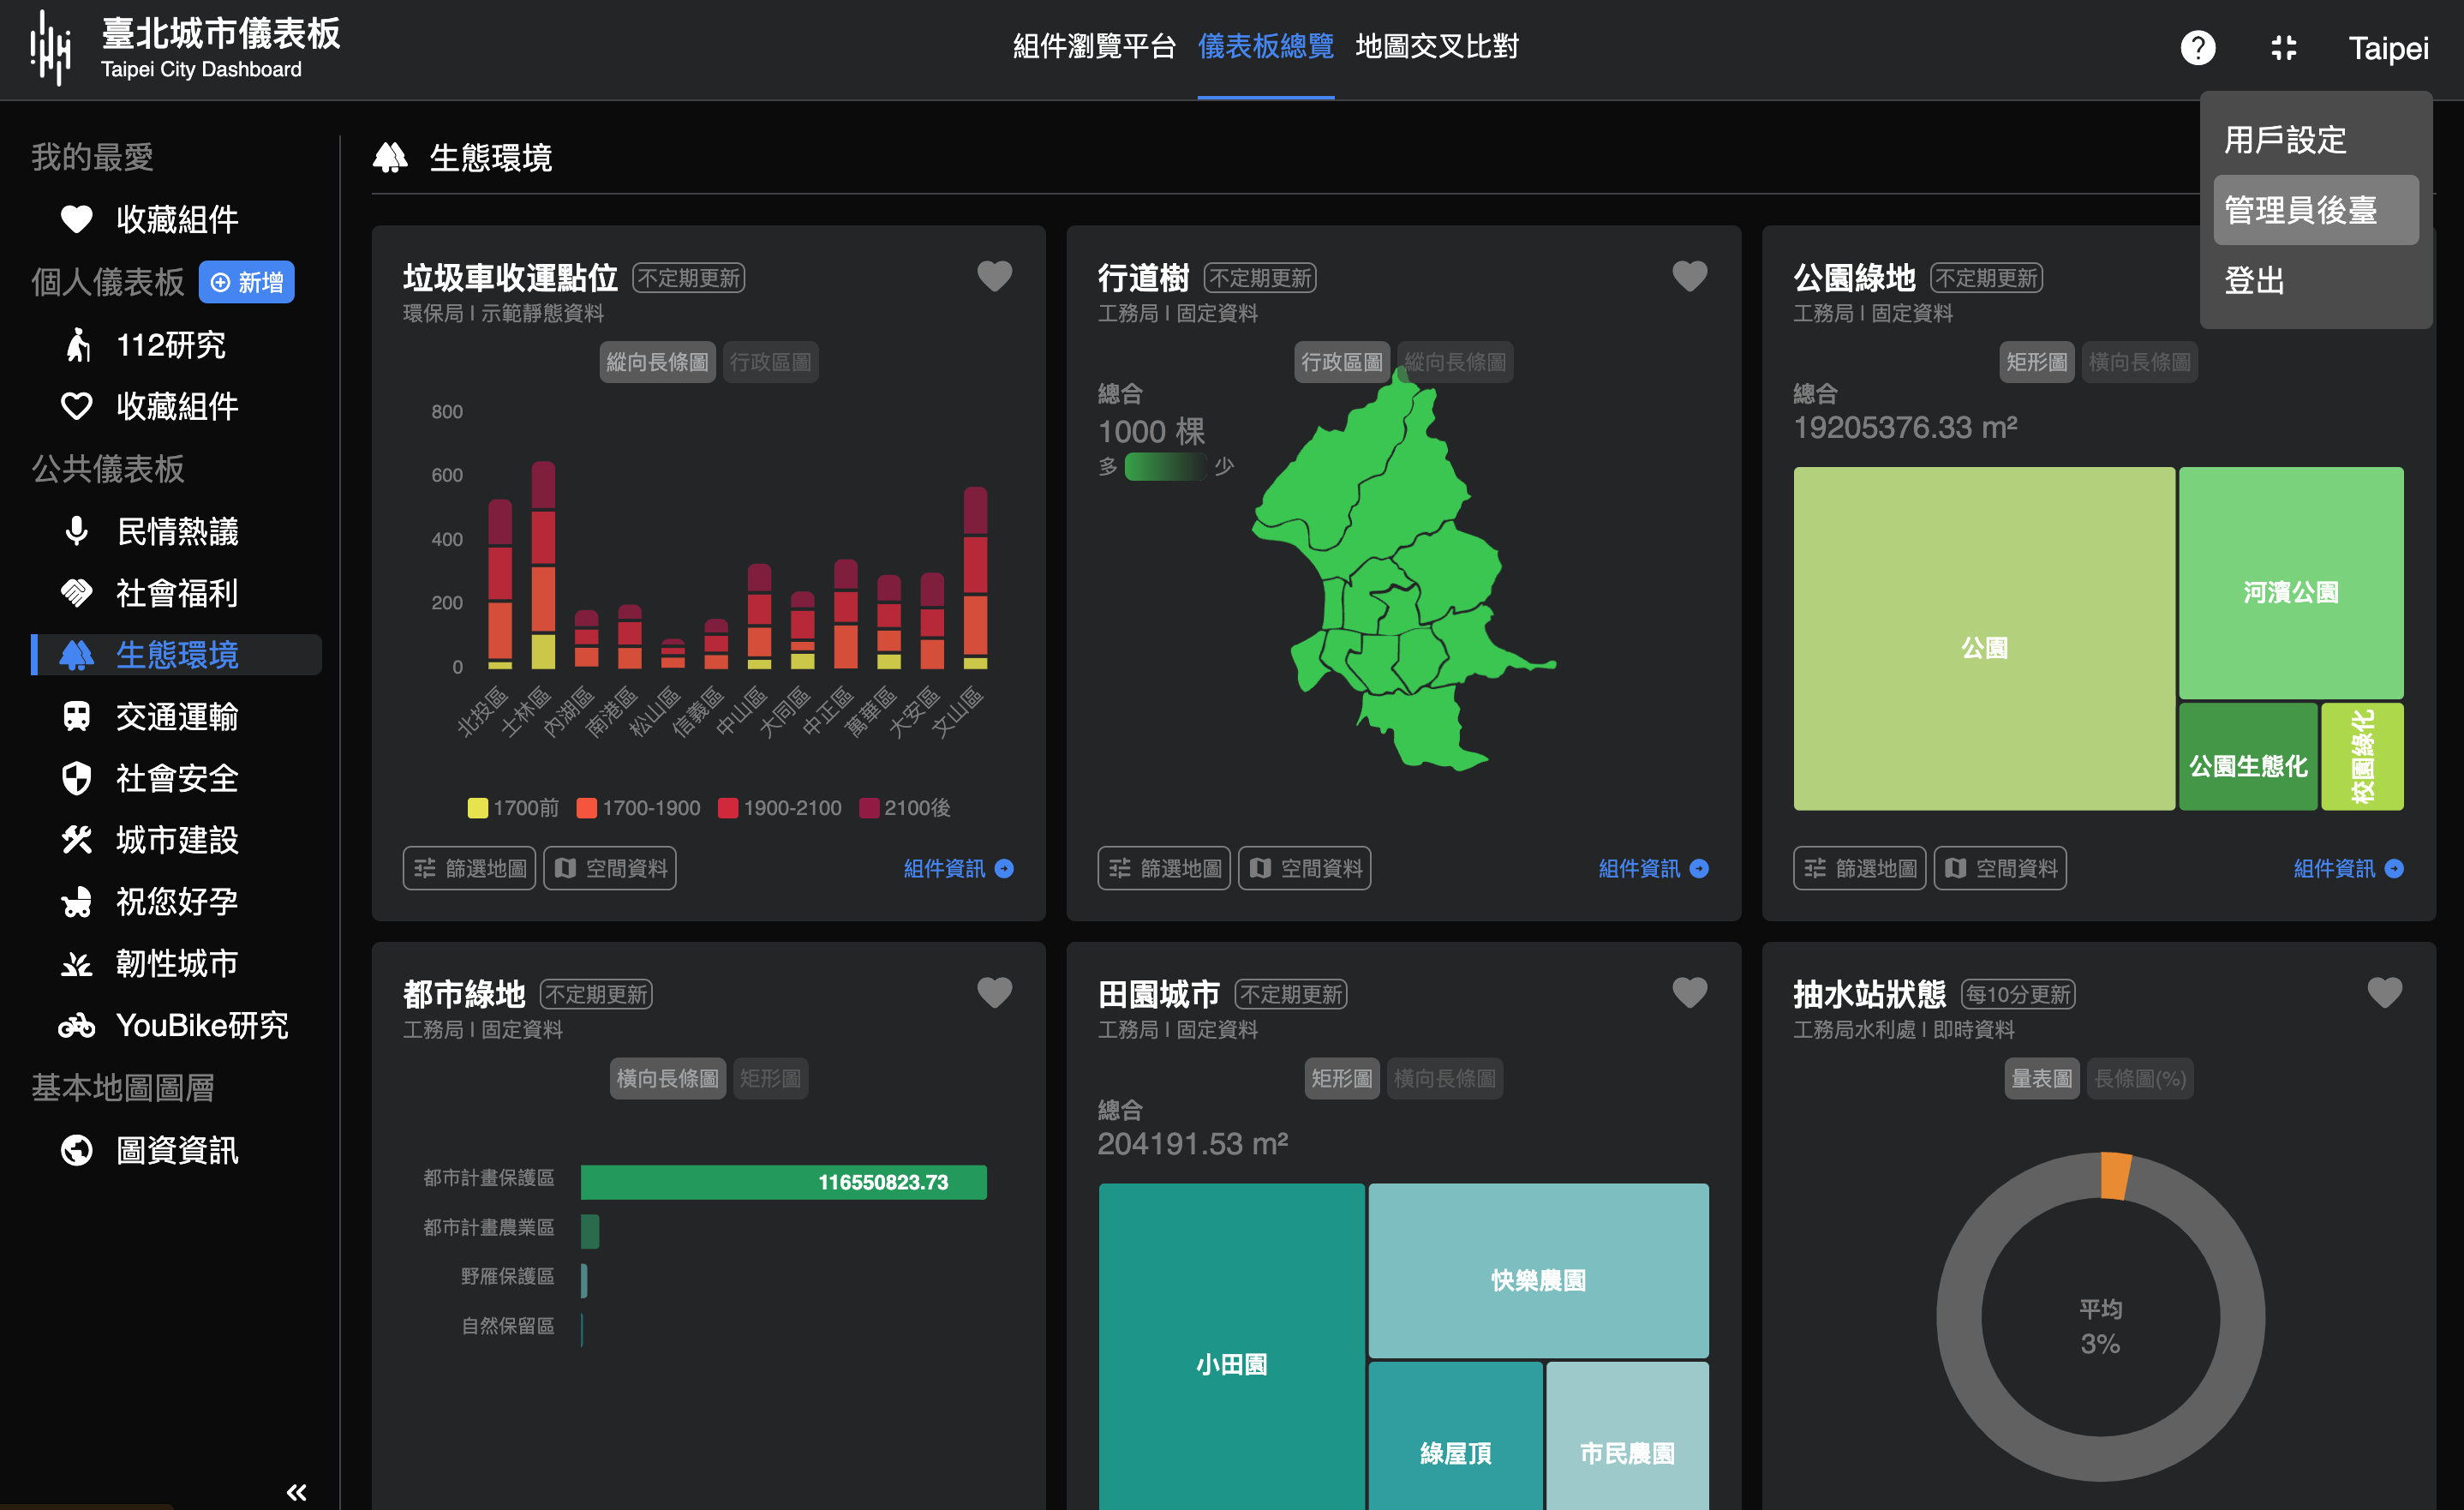 臺北城市儀表板
Taipei City Dashboard
組件瀏覽平台 儀表板總覽 地圖交叉比對
Taipei
用戶設定
管理員後臺
登出
我的最愛
收藏組件
個人儀表板 新增
112研究
收藏組件
公共儀表板
民情熱議
社會福利
生態環境
交通運輸
社會安全
城市建設
祝您好孕
韌性城市
YouBike研究
基本地圖圖層
圖資資訊
生態環境
垃圾車收運點位 不定期更新
環保局 | 示範靜態資料
縱向長條圖 行政區圖
800
600
400
200
0
北投區 士林區 內湖區 南港區 松山區 信義區 中山區 大同區 中正區 萬華區 大安區 文山區
1700前 1700-1900 1900-2100 2100後
篩選地圖 空間資料 組件資訊
行道樹 不定期更新
工務局 | 固定資料
行政區圖 縱向長條圖
總合
1000 棵
多 少
篩選地圖 空間資料 組件資訊
公園綠地 不定期更新
工務局 | 固定資料
矩形圖 橫向長條圖
總合
19205376.33 m²
公園
河濱公園
公園生態化
校園綠化
篩選地圖 空間資料 組件資訊
都市綠地 不定期更新
工務局 | 固定資料
橫向長條圖 矩形圖
都市計畫保護區 116550823.73
都市計畫農業區
野雁保護區
自然保留區
田園城市 不定期更新
工務局 | 固定資料
矩形圖 橫向長條圖
總合
204191.53 m²
小田園
快樂農園
綠屋頂
市民農園
抽水站狀態 每10分更新
工務局水利處 | 即時資料
量表圖 長條圖(%)
平均
3%